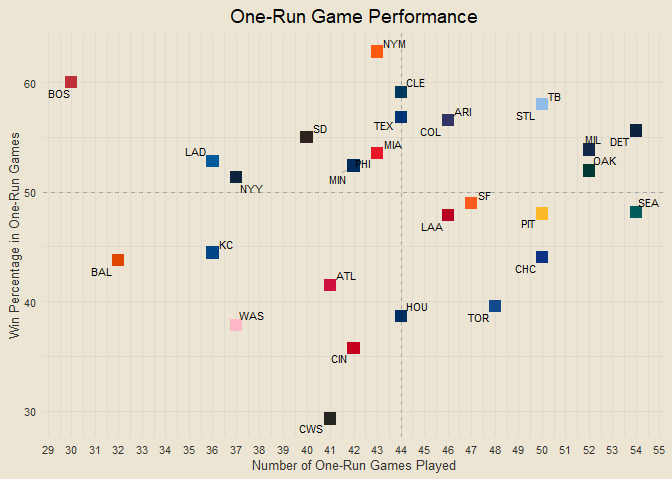 One-Run Game Performance
NYM
60
BOS
CLE
TB
STL
TEX
ARI
COL
SD
MIL
DET
LAD
MIA
PHI
MIN
OAK
NYY
50
SF
SEA
LAA
PIT
KC
BAL
CHC
ATL
40
HOU
TOR
WAS
CIN
30
CWS
Win Percentage in One-Run Games
29 30 31 32 33 34 35 36 37 38 39 40 41 42 43 44 45 46 47 48 49 50 51 52 53 54 55
Number of One-Run Games Played